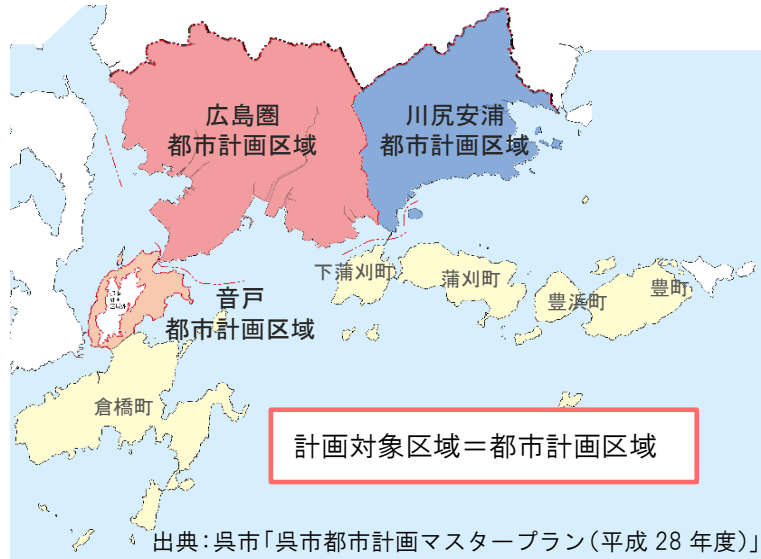 広島圏
都市計画区域
川尻安浦
都市計画区域
下蒲刈町
蒲刈町
豊浜町
豊町
音戸
都市計画区域
倉橋町
計画対象区域＝都市計画区域
出典：呉市「呉市都市計画マスタープラン（平成 28 年度）」